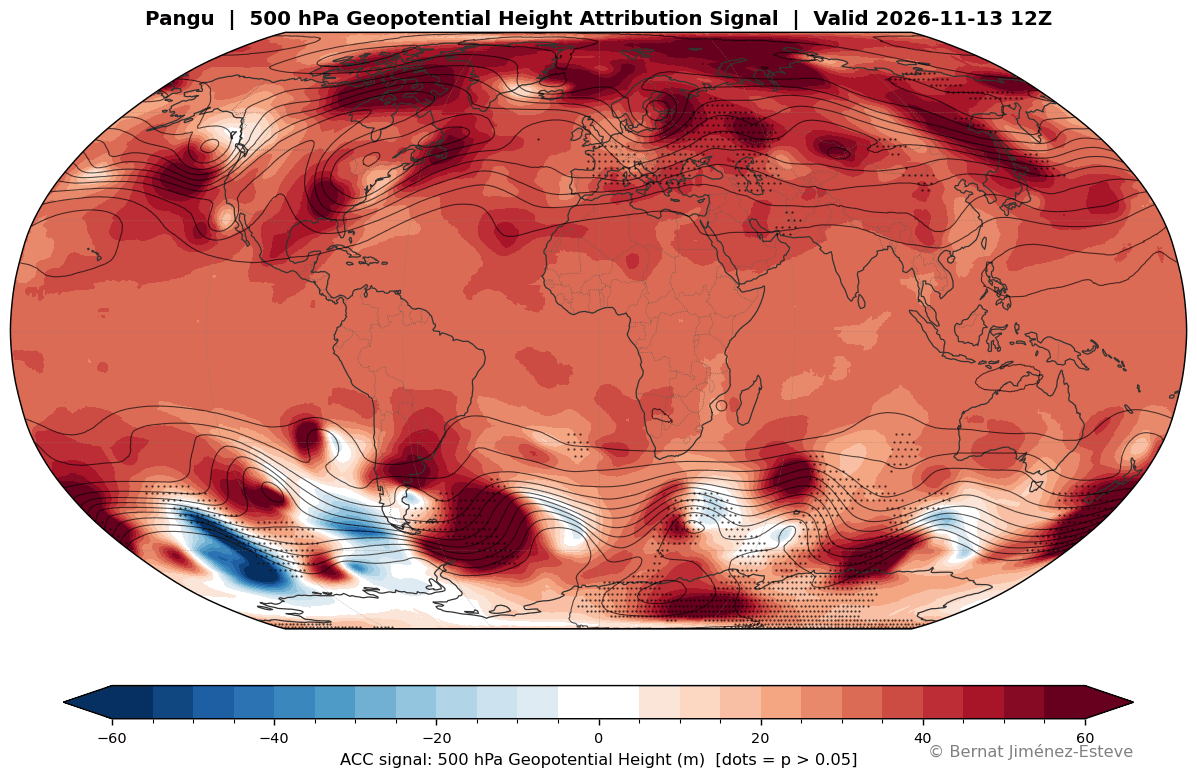 Pangu | 500 hPa Geopotential Height Attribution Signal | Valid 2026-11-13 12Z
−60 −40 −20 0 20 40 60
ACC signal: 500 hPa Geopotential Height (m) [dots = p > 0.05]
© Bernat Jiménez-Esteve